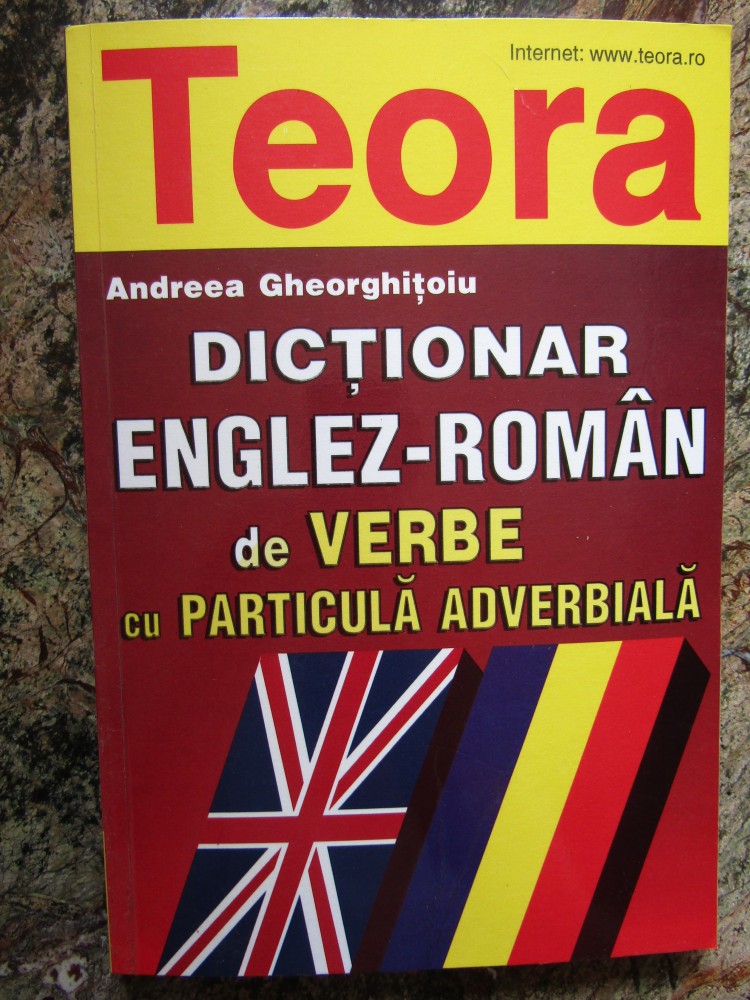 Internet: www.teora.ro
Teora
Andreea Gheorghițoiu
DICȚIONAR
ENGLEZ-ROMÂN
de VERBE
cu PARTICULĂ ADVERBIALĂ